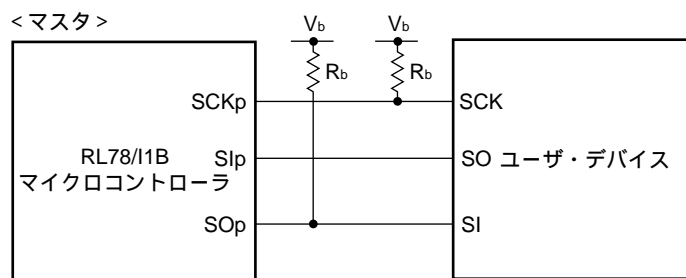 <マスタ>
Vb
Vb
Rb
Rb
SCKp
SCK
RL78/I1B
マイクロコントローラ
SIp
SO ユーザ・デバイス
SOp
SI